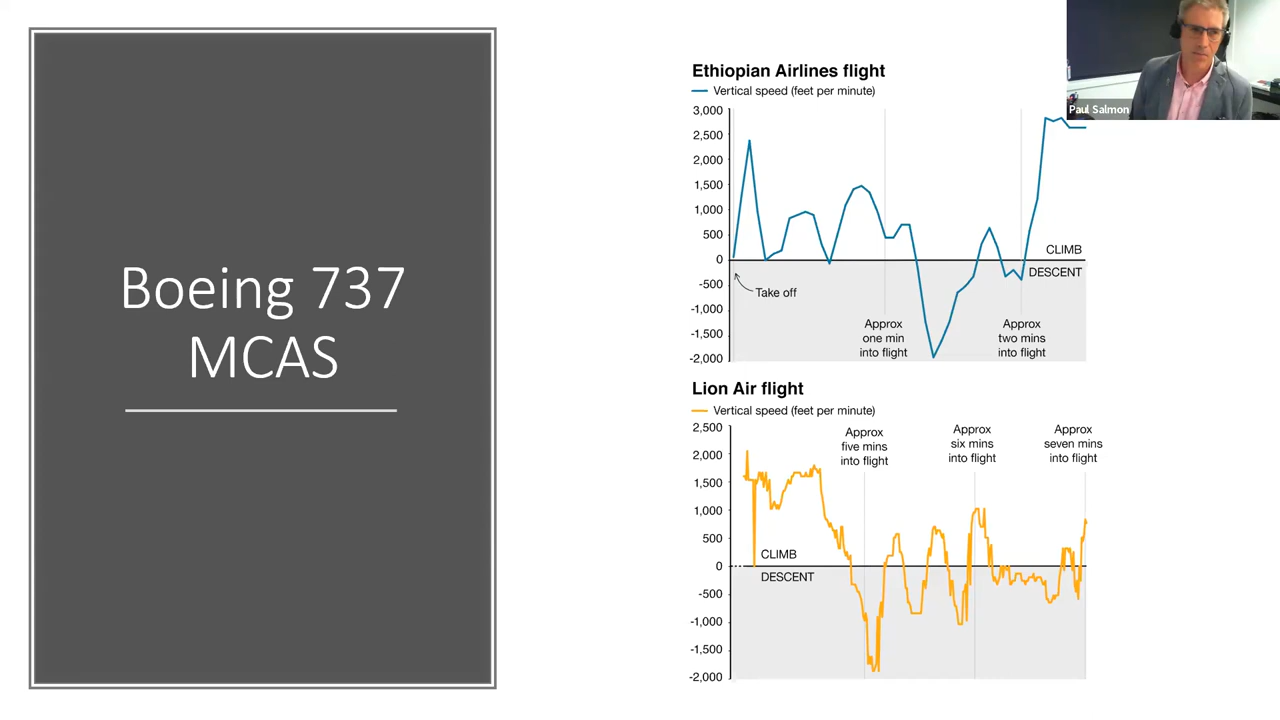 Boeing 737
MCAS
Ethiopian Airlines flight
Vertical speed (feet per minute)
3,000
2,500
2,000
1,500
1,000
500
0
-500
-1,000
-1,500
-2,000
CLIMB
DESCENT
Take off
Approx
one min
into flight
Approx
two mins
into flight
Lion Air flight
Vertical speed (feet per minute)
2,500
2,000
1,500
1,000
500
0
-500
-1,000
-1,500
-2,000
Approx
five mins
into flight
Approx
six mins
into flight
Approx
seven mins
into flight
CLIMB
DESCENT
Paul Salmon